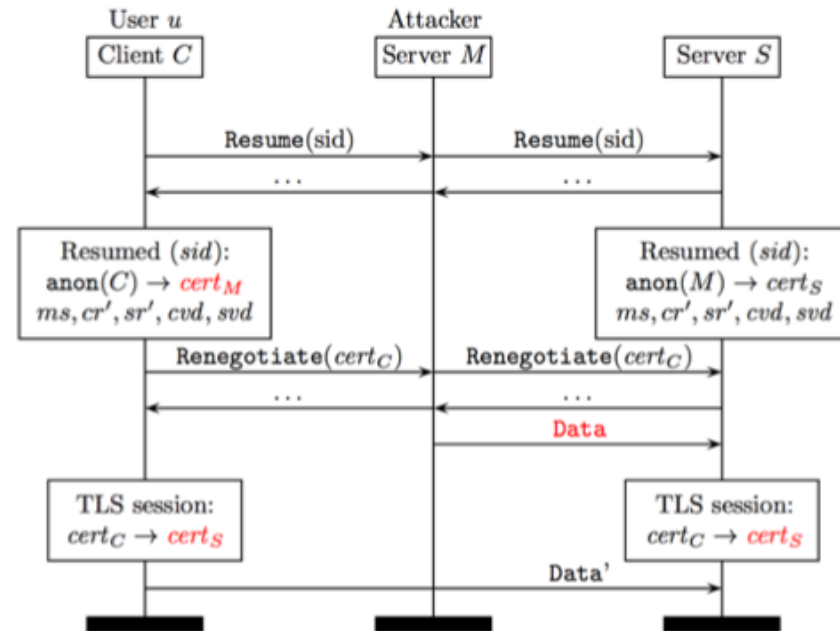 User u Attacker
Client C Server M Server S
Resume(sid) Resume(sid)
... ...
Resumed (sid): Resumed (sid):
anon(C) → cert_M anon(M) → cert_S
ms, cr', sr', cvd, svd ms, cr', sr', cvd, svd
Renegotiate(cert_C) Renegotiate(cert_C)
... ...
Data
TLS session: TLS session:
cert_C → cert_S cert_C → cert_S
Data'